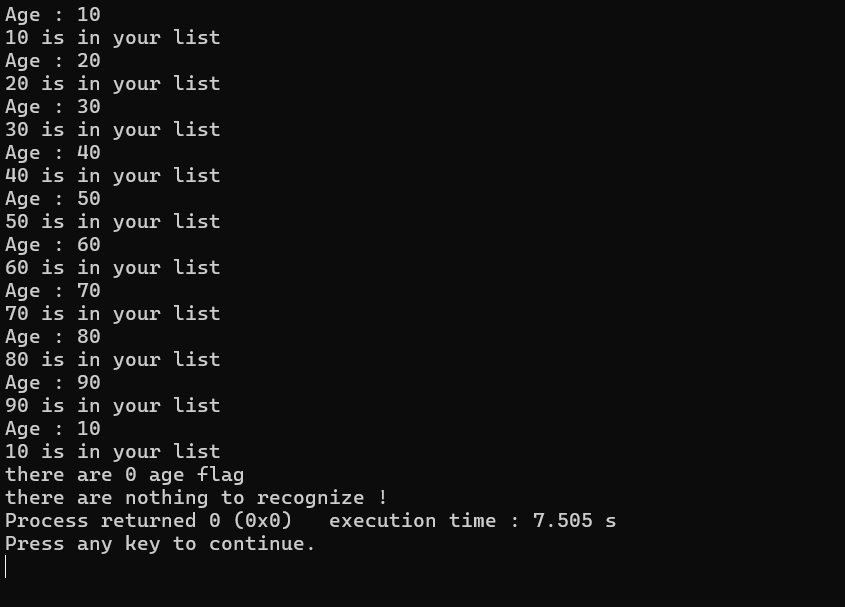 Age : 10
10 is in your list
Age : 20
20 is in your list
Age : 30
30 is in your list
Age : 40
40 is in your list
Age : 50
50 is in your list
Age : 60
60 is in your list
Age : 70
70 is in your list
Age : 80
80 is in your list
Age : 90
90 is in your list
Age : 10
10 is in your list
there are 0 age flag
there are nothing to recognize !
Process returned 0 (0x0)   execution time : 7.505 s
Press any key to continue.